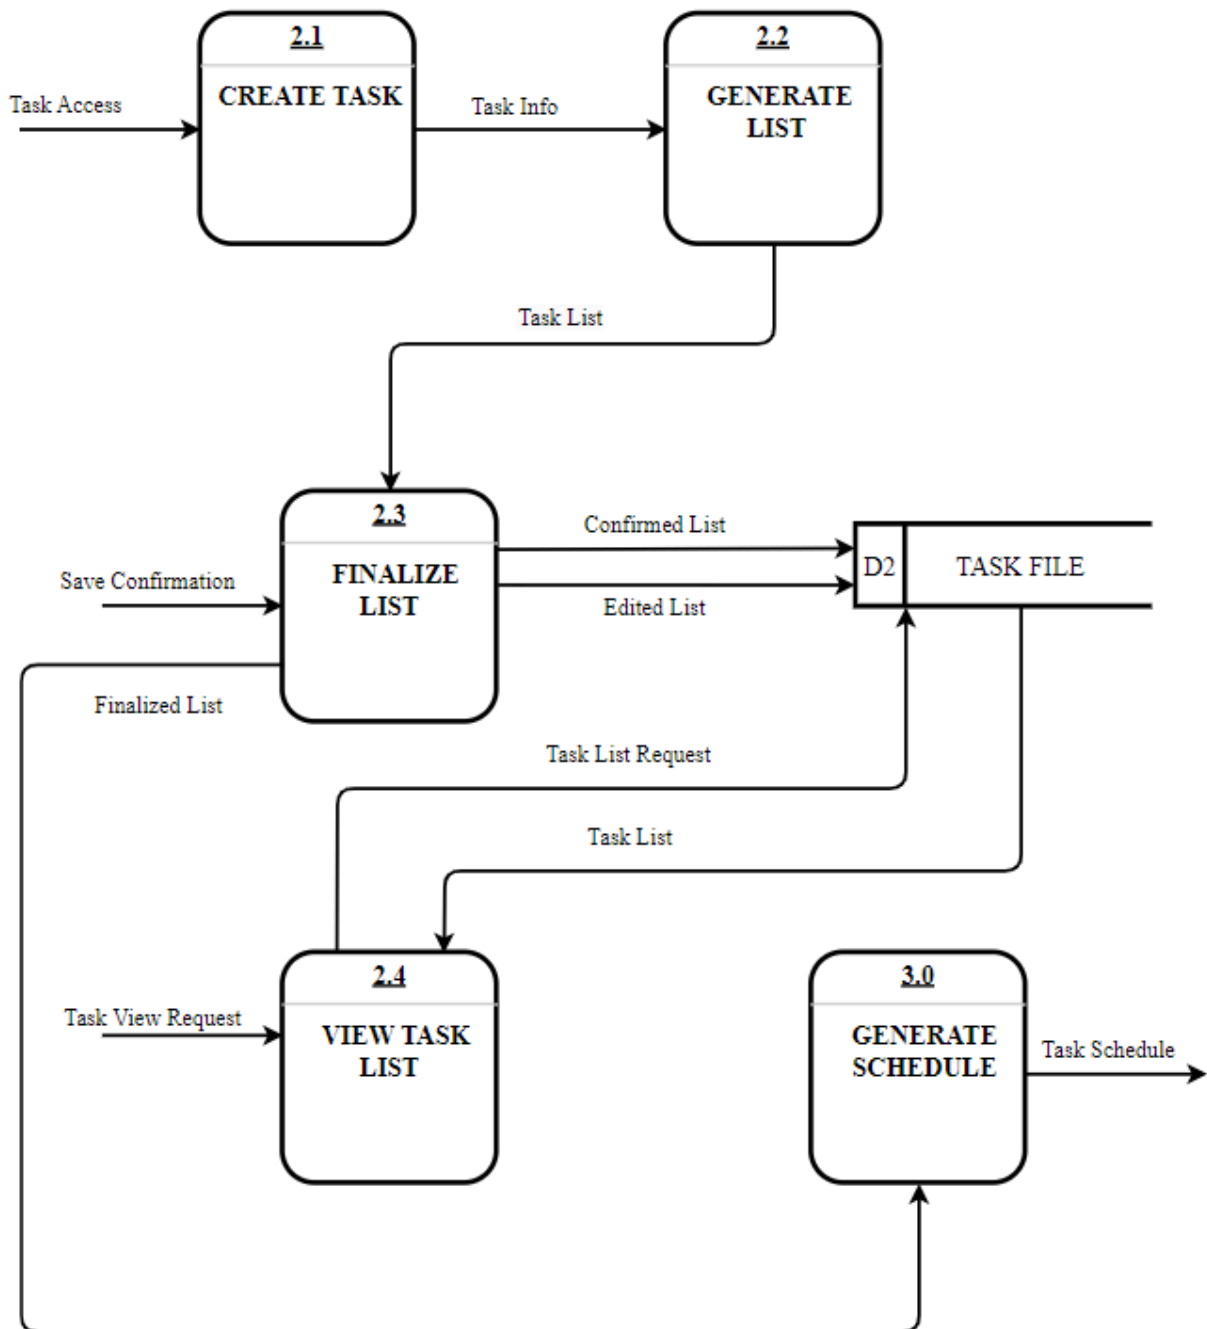 2.1
CREATE TASK
Task Access
Task Info
2.2
GENERATE
LIST
Task List
2.3
FINALIZE
LIST
Save Confirmation
Confirmed List
Edited List
D2
TASK FILE
Finalized List
Task List Request
Task List
2.4
VIEW TASK
LIST
Task View Request
3.0
GENERATE
SCHEDULE
Task Schedule